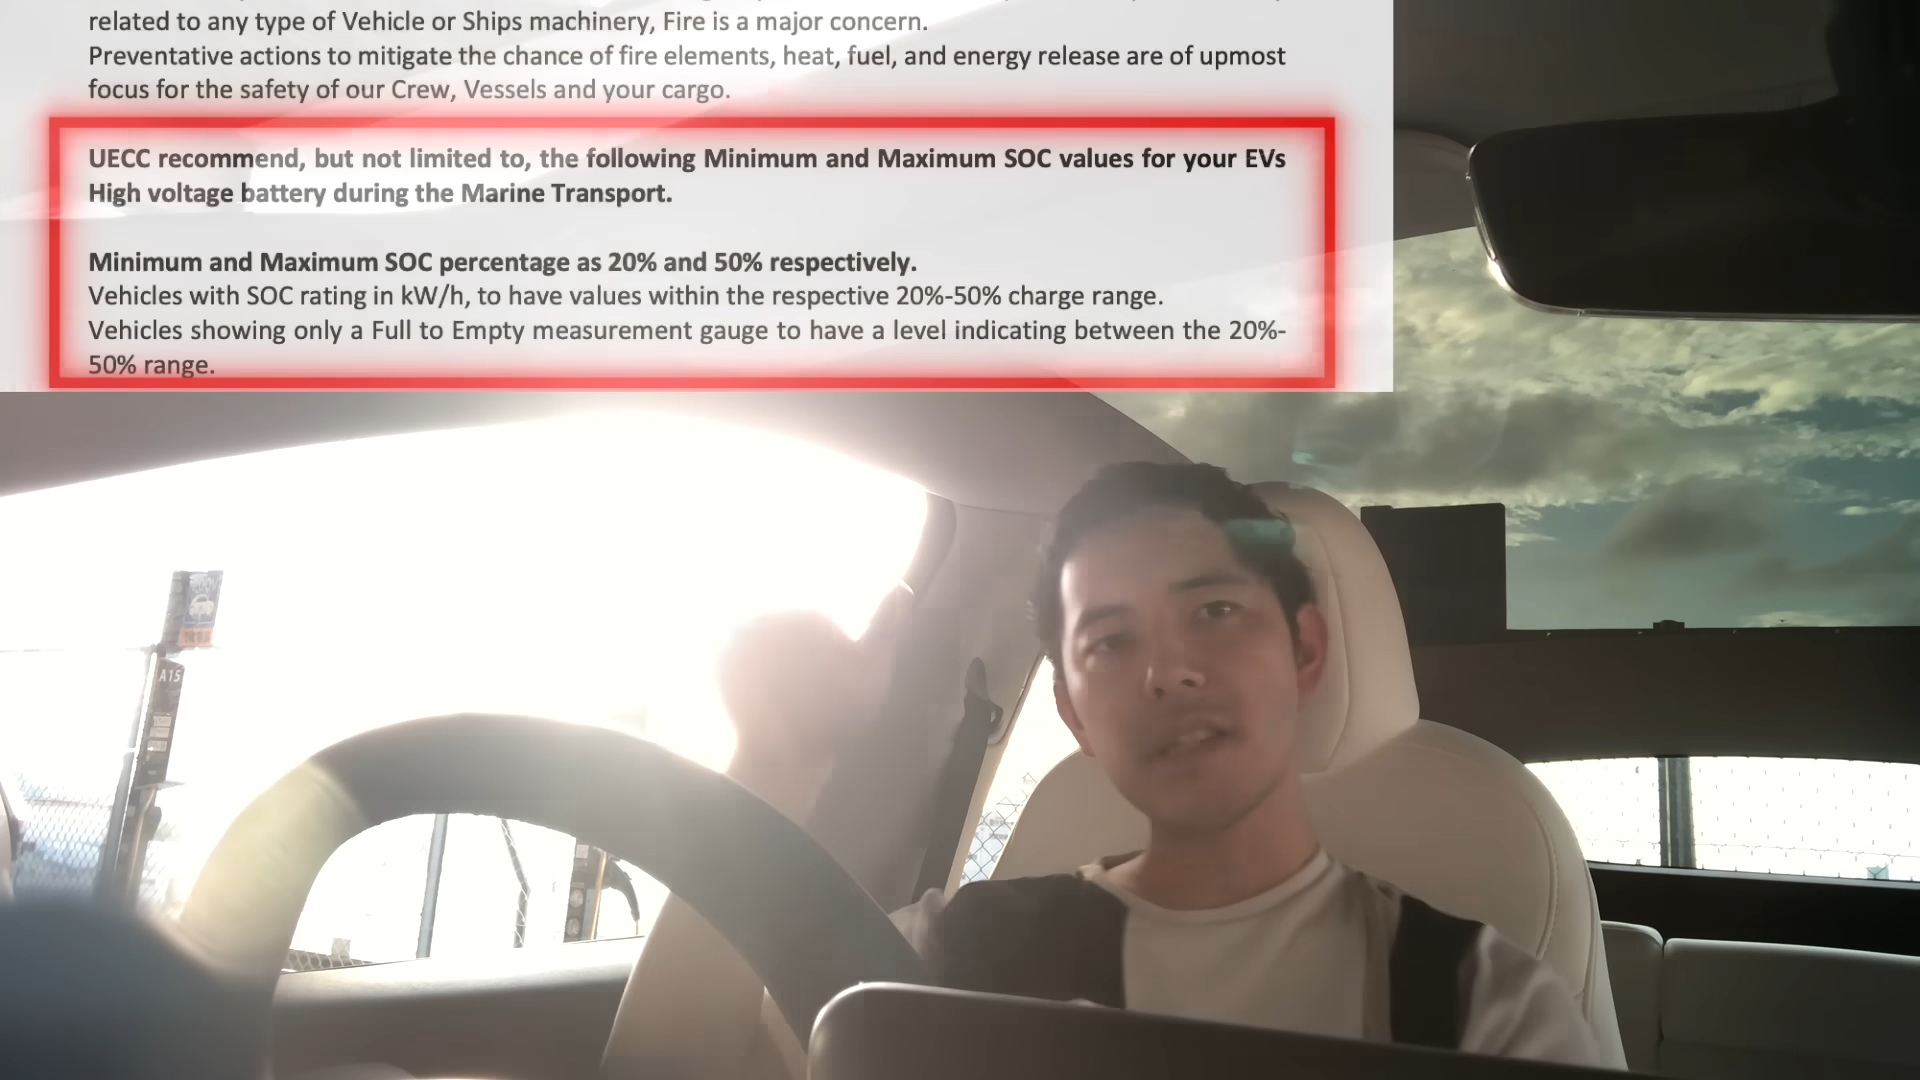 related to any type of Vehicle or Ships machinery, Fire is a major concern.
Preventative actions to mitigate the chance of fire elements, heat, fuel, and energy release are of upmost
focus for the safety of our Crew, Vessels and your cargo.
UECC recommend, but not limited to, the following Minimum and Maximum SOC values for your EVs
High voltage battery during the Marine Transport.
Minimum and Maximum SOC percentage as 20% and 50% respectively.
Vehicles with SOC rating in kW/h, to have values within the respective 20%-50% charge range.
Vehicles showing only a Full to Empty measurement gauge to have a level indicating between the 20%-
50% range.
A15